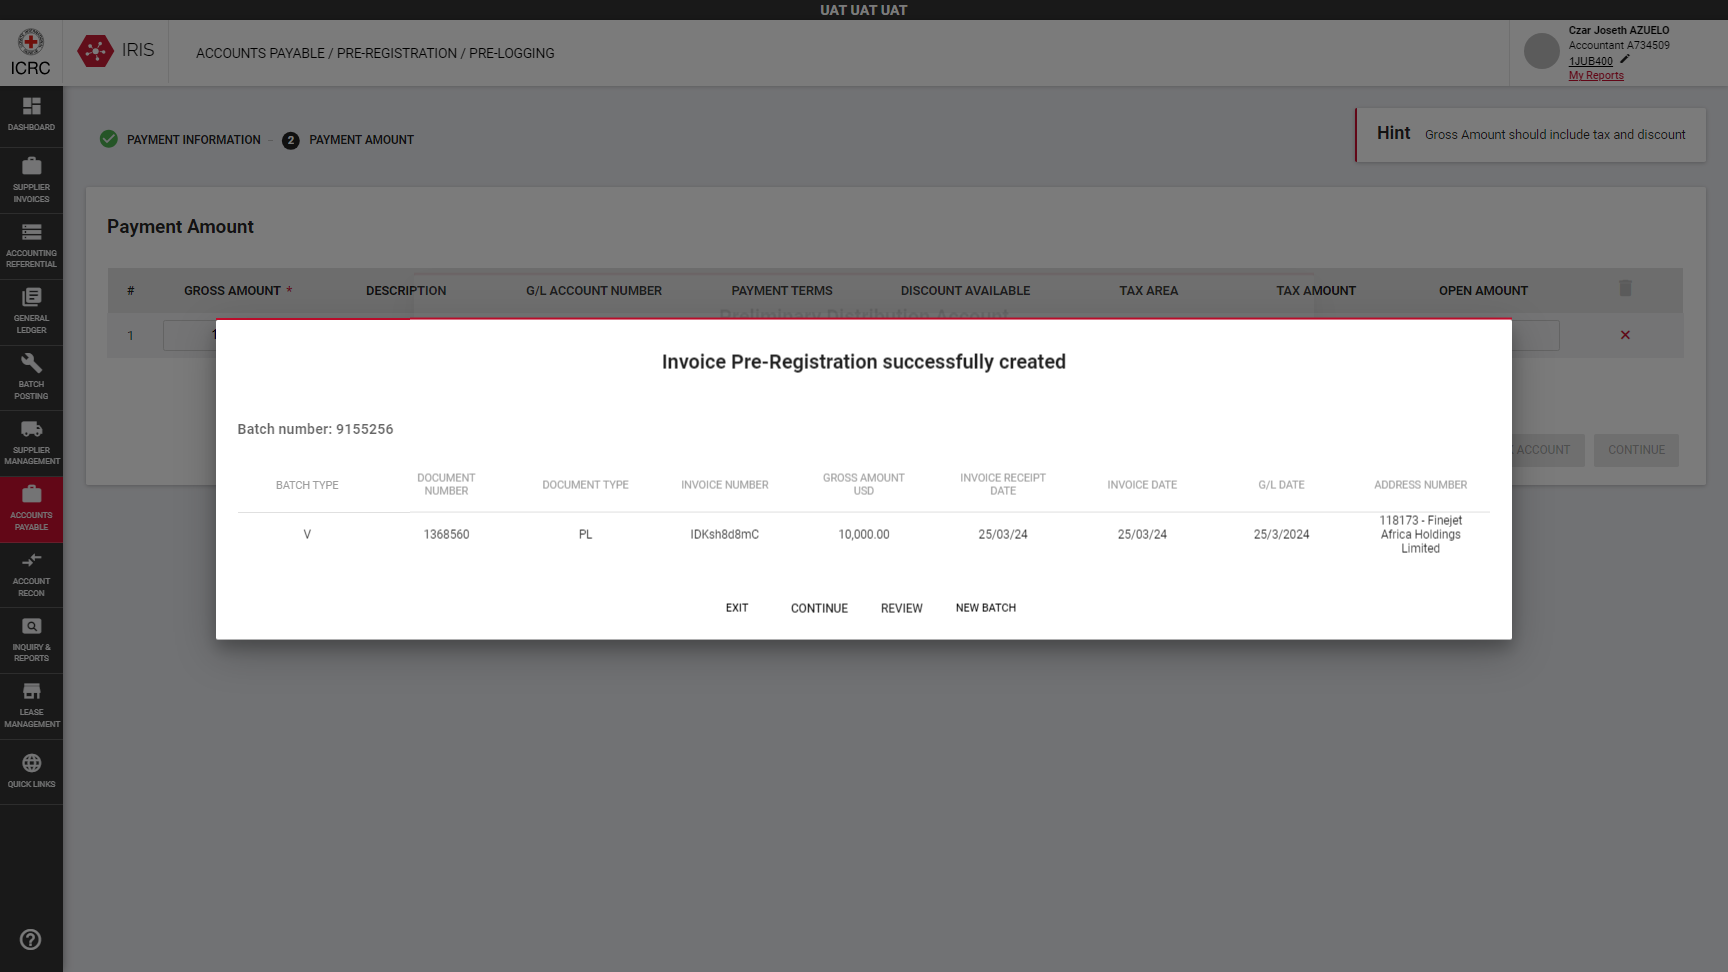 UAT UAT UAT
ICRC
IRIS
ACCOUNTS PAYABLE / PRE-REGISTRATION / PRE-LOGGING
Czar Joseth AZUELO
Accountant A734509
1JUB400
My Reports
DASHBOARD
SUPPLIER
INVOICES
ACCOUNTING
REFERENTIAL
GENERAL
LEDGER
BATCH
POSTING
SUPPLIER
MANAGEMENT
ACCOUNTS
PAYABLE
ACCOUNT
RECON
INQUIRY &
REPORTS
LEASE
MANAGEMENT
QUICK LINKS
PAYMENT INFORMATION
2 PAYMENT AMOUNT
Hint Gross Amount should include tax and discount
Payment Amount
# GROSS AMOUNT * DESCRIPTION G/L ACCOUNT NUMBER PAYMENT TERMS DISCOUNT AVAILABLE TAX AREA TAX AMOUNT OPEN AMOUNT
Preliminary Distribution Account
1
ACCOUNT
CONTINUE
Invoice Pre-Registration successfully created
Batch number: 9155256
BATCH TYPE DOCUMENT NUMBER DOCUMENT TYPE INVOICE NUMBER GROSS AMOUNT USD INVOICE RECEIPT DATE INVOICE DATE G/L DATE ADDRESS NUMBER
V 1368560 PL IDKsh8d8mC 10,000.00 25/03/24 25/03/24 25/3/2024 118173 - Finejet Africa Holdings Limited
EXIT CONTINUE REVIEW NEW BATCH